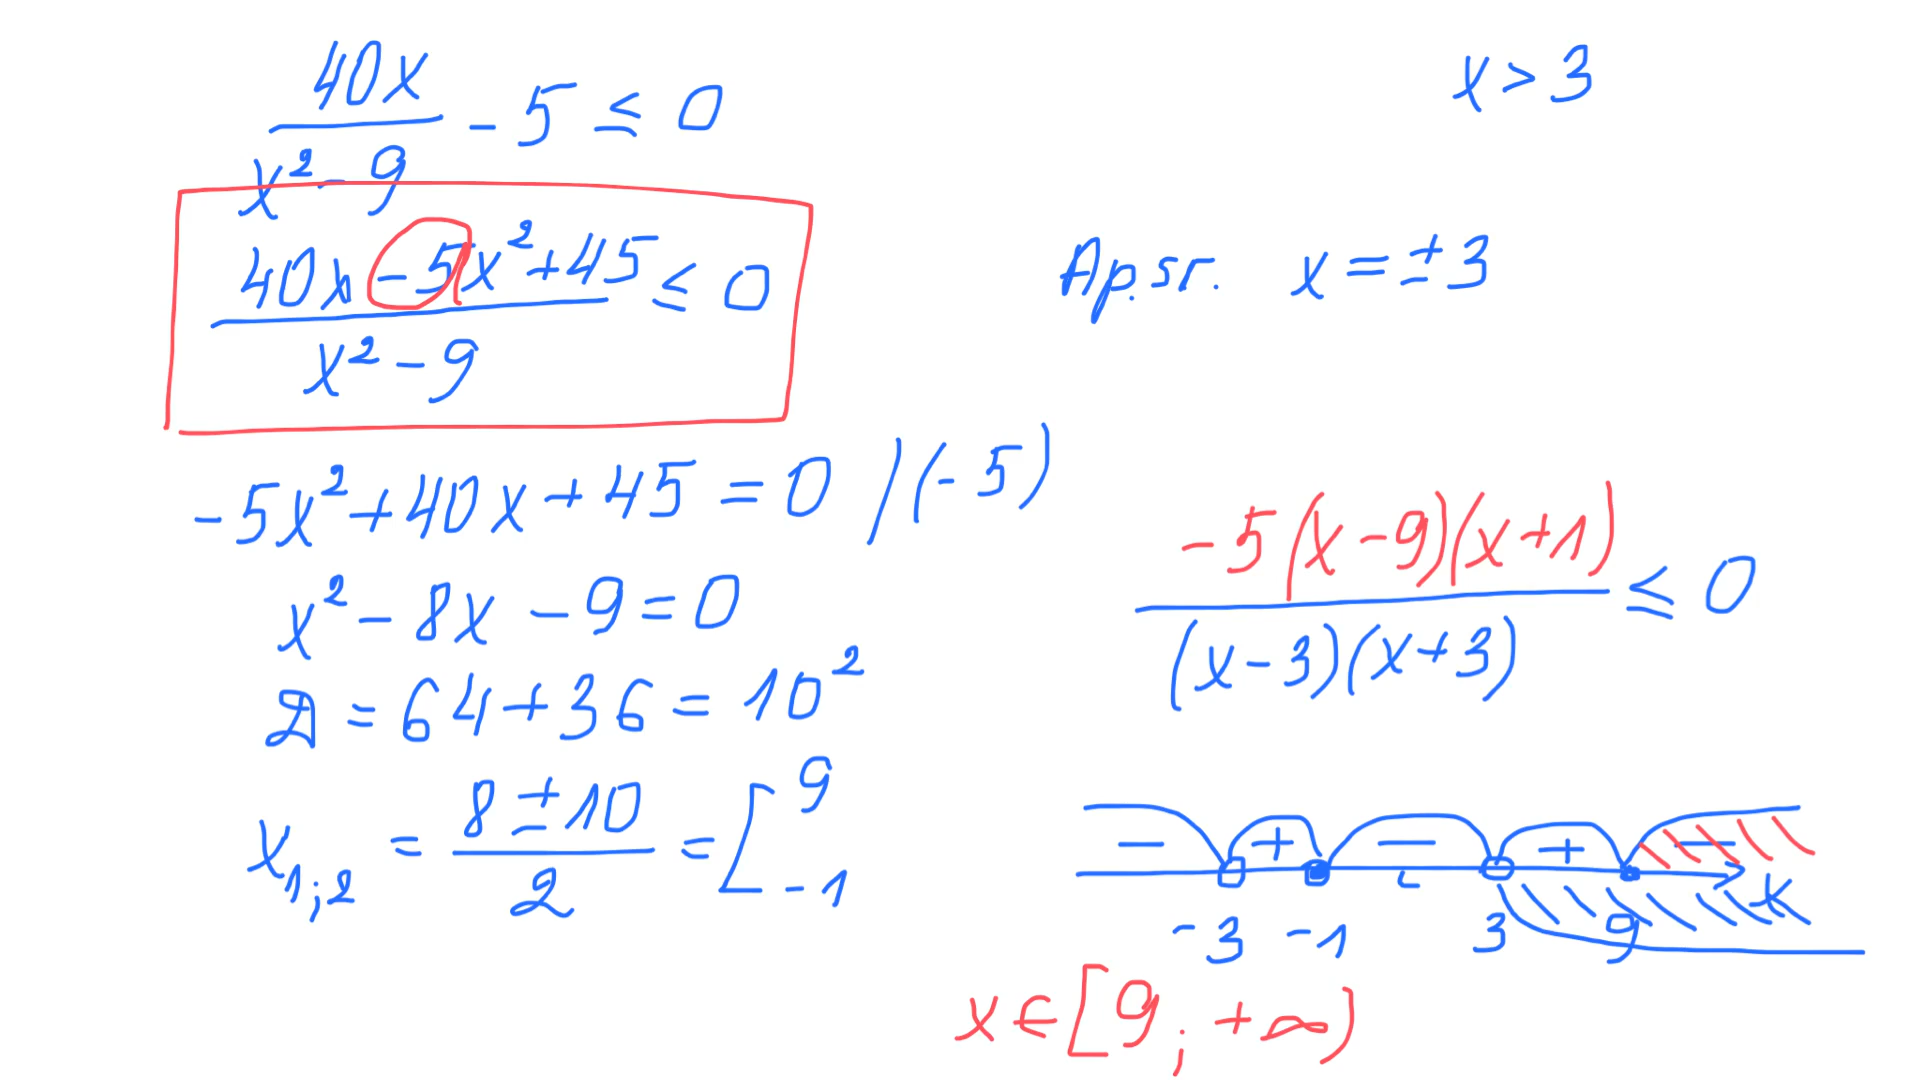 40x / (x² - 9) - 5 ≤ 0
(40x - 5x² + 45) / (x² - 9) ≤ 0
-5x² + 40x + 45 = 0 / (-5)
x² - 8x - 9 = 0
D = 64 + 36 = 10²
x₁;₂ = (8 ± 10) / 2 = [ 9
-1
x > 3
Ap.sr. x = ±3
-5(x - 9)(x + 1) / ((x - 3)(x + 3)) ≤ 0
- + - + -
-3 -1 3 9 x
x ∈ [9; +∞)